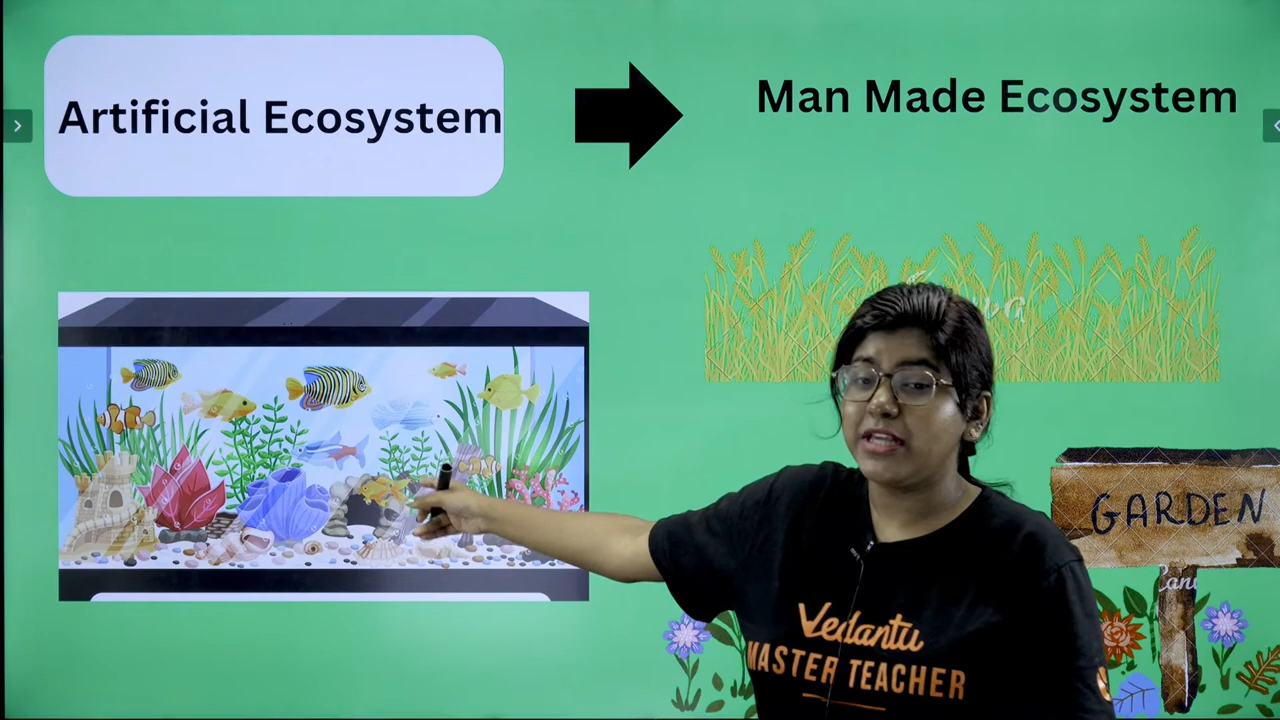 Artificial Ecosystem
Man Made Ecosystem
GARDEN
Vedantu
MASTER TEACHER